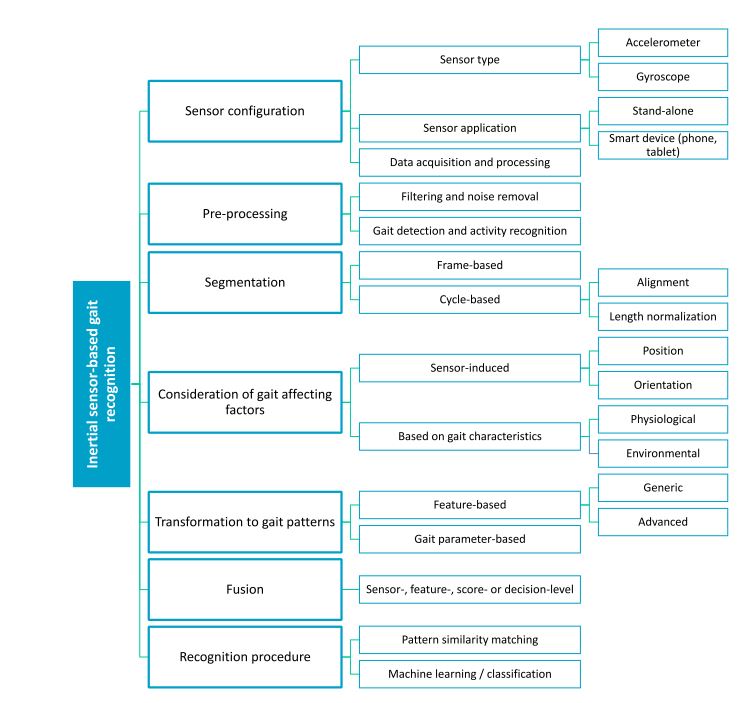 Inertial sensor-based gait
recognition
Sensor configuration
Sensor type
Accelerometer
Gyroscope
Sensor application
Stand-alone
Smart device (phone,
tablet)
Data acquisition and processing
Pre-processing
Filtering and noise removal
Gait detection and activity recognition
Segmentation
Frame-based
Cycle-based
Alignment
Length normalization
Consideration of gait affecting
factors
Sensor-induced
Position
Orientation
Based on gait characteristics
Physiological
Environmental
Transformation to gait patterns
Feature-based
Generic
Advanced
Gait parameter-based
Fusion
Sensor-, feature-, score- or decision-level
Recognition procedure
Pattern similarity matching
Machine learning / classification